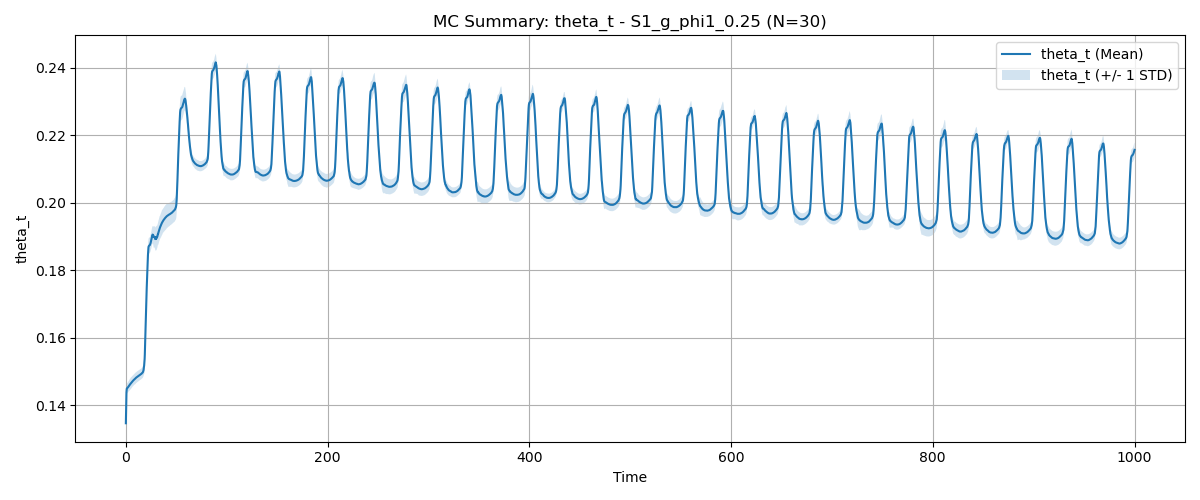 MC Summary: theta_t - S1_g_phi1_0.25 (N=30)
theta_t (Mean)
theta_t (+/- 1 STD)
0.24
0.22
0.20
0.18
0.16
0.14
theta_t
0 200 400 600 800 1000
Time